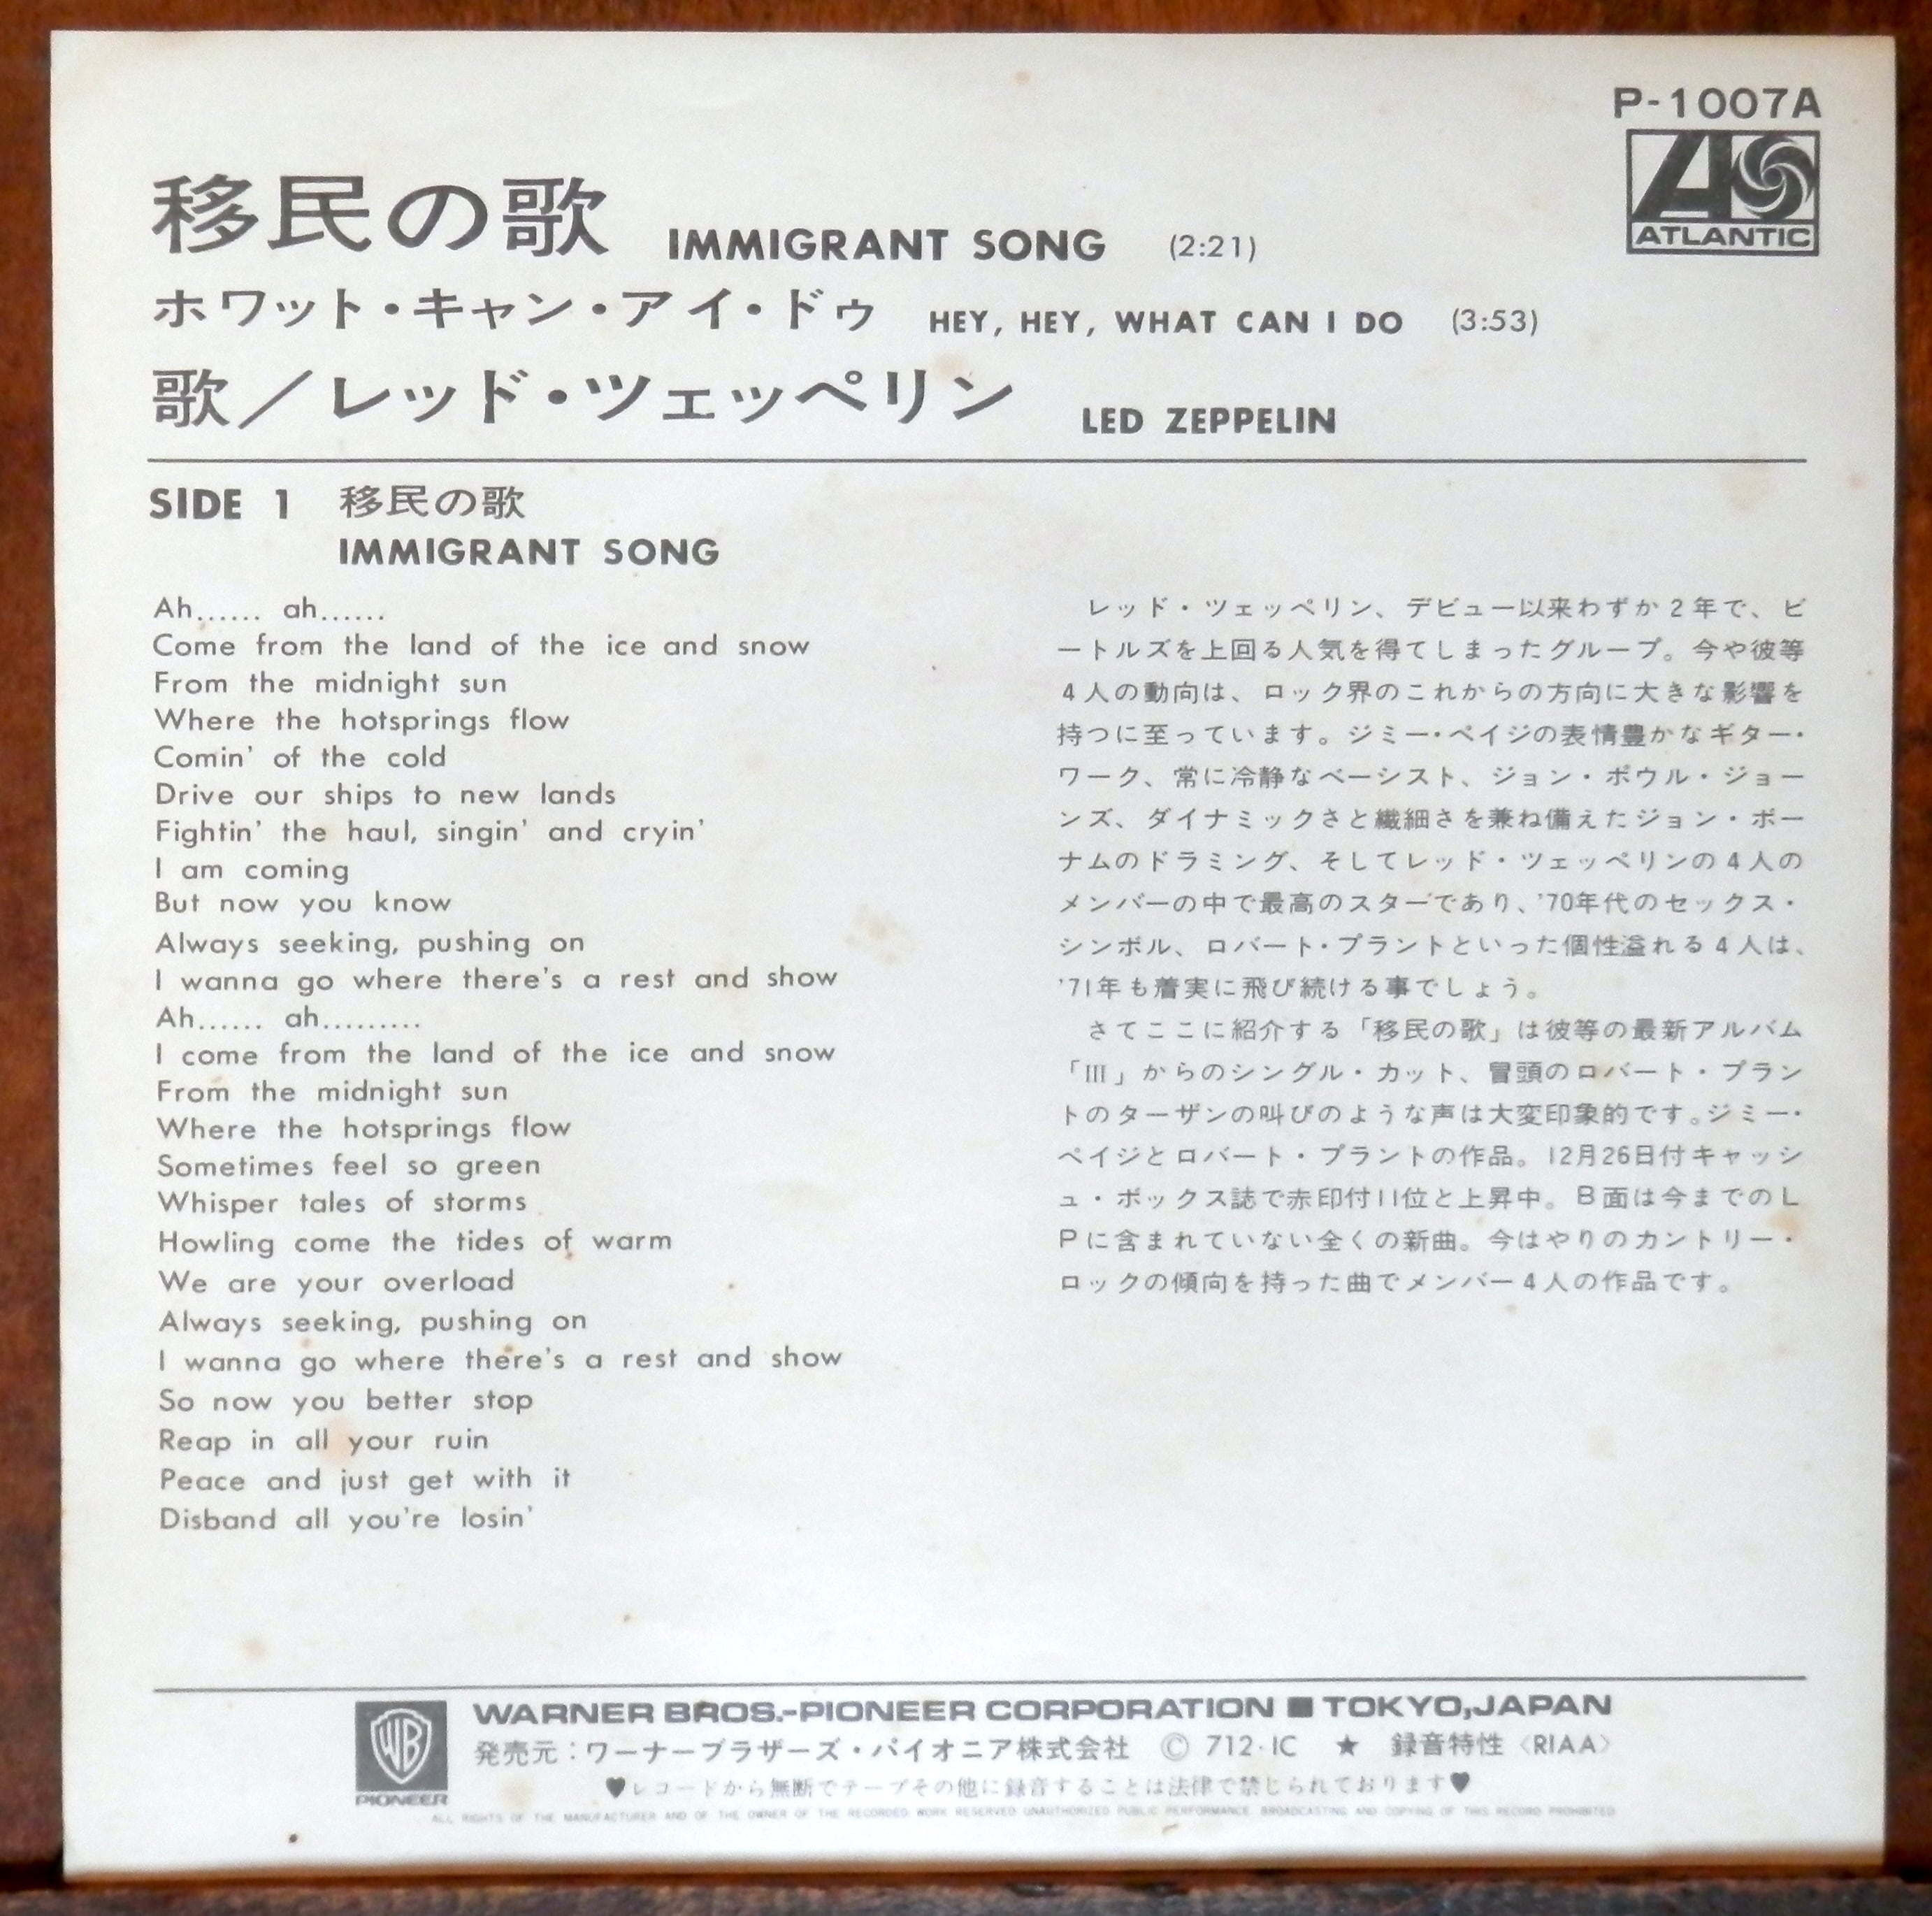 P-1007A
ATLANTIC
移民の歌 IMMIGRANT SONG (2:21)
ホワット・キャン・アイ・ドゥ HEY, HEY, WHAT CAN I DO (3:53)
歌／レッド・ツェッペリン LED ZEPPELIN
SIDE 1 移民の歌
IMMIGRANT SONG
Ah...... ah......
Come from the land of the ice and snow
From the midnight sun
Where the hotsprings flow
Comin' of the cold
Drive our ships to new lands
Fightin' the haul, singin' and cryin'
I am coming
But now you know
Always seeking, pushing on
I wanna go where there's a rest and show
Ah...... ah.........
I come from the land of the ice and snow
From the midnight sun
Where the hotsprings flow
Sometimes feel so green
Whisper tales of storms
Howling come the tides of warm
We are your overload
Always seeking, pushing on
I wanna go where there's a rest and show
So now you better stop
Reap in all your ruin
Peace and just get with it
Disband all you're losin'
レッド・ツェッペリン、デビュー以来わずか2年で、ビ
ートルズを上回る人気を得てしまったグループ。今や彼等
4人の動向は、ロック界のこれからの方向に大きな影響を
持つに至っています。ジミー・ペイジの表情豊かなギター・
ワーク、常に冷静なベーシスト、ジョン・ポウル・ジョー
ンズ、ダイナミックさと繊細さを兼ね備えたジョン・ボー
ナムのドラミング、そしてレッド・ツェッペリンの4人の
メンバーの中で最高のスターであり、'70年代のセックス・
シンボル、ロバート・プラントといった個性溢れる4人は、
'71年も着実に飛び続ける事でしょう。
さてここに紹介する「移民の歌」は彼等の最新アルバム
「III」からのシングル・カット、冒頭のロバート・プラン
トのターザンの叫びのような声は大変印象的です。ジミー・
ペイジとロバート・プラントの作品。12月26日付キャッシ
ュ・ボックス誌で赤印付11位と上昇中。B面は今までのL
Pに含まれていない全くの新曲。今はやりのカントリー・
ロックの傾向を持った曲でメンバー4人の作品です。
WB
PIONEER
WARNER BROS.-PIONEER CORPORATION ■ TOKYO,JAPAN
発売元：ワーナーブラザーズ・パイオニア株式会社 © 712·IC ★ 録音特性〈RIAA〉
♥レコードから無断でテープその他に録音することは法律で禁じられております♥
ALL RIGHTS OF THE MANUFACTURER AND OF THE OWNER OF THE RECORDED WORK RESERVED UNAUTHORIZED PUBLIC PERFORMANCE BROADCASTING AND COPYING OF THIS RECORD PROHIBITED